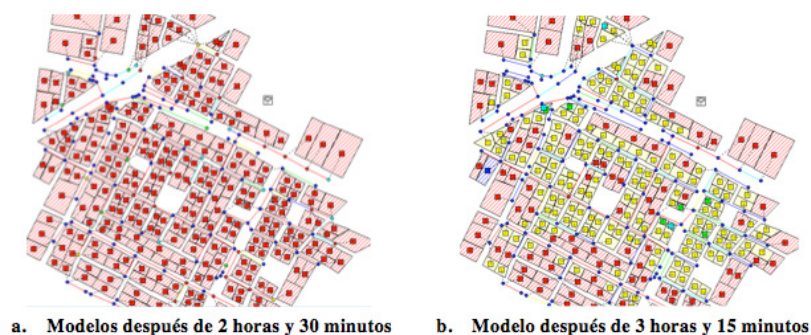 a. Modelos después de 2 horas y 30 minutos
b. Modelo después de 3 horas y 15 minutos